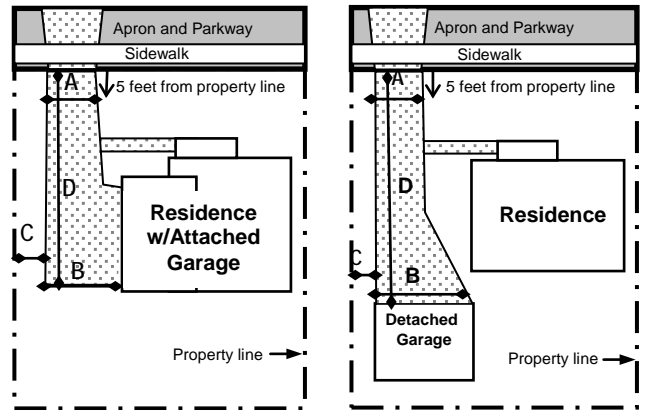 Apron and Parkway
Sidewalk
A
5 feet from property line
D
Residence
w/Attached
Garage
C
B
Property line
Apron and Parkway
Sidewalk
A
5 feet from property line
D
Residence
C
B
Detached
Garage
Property line